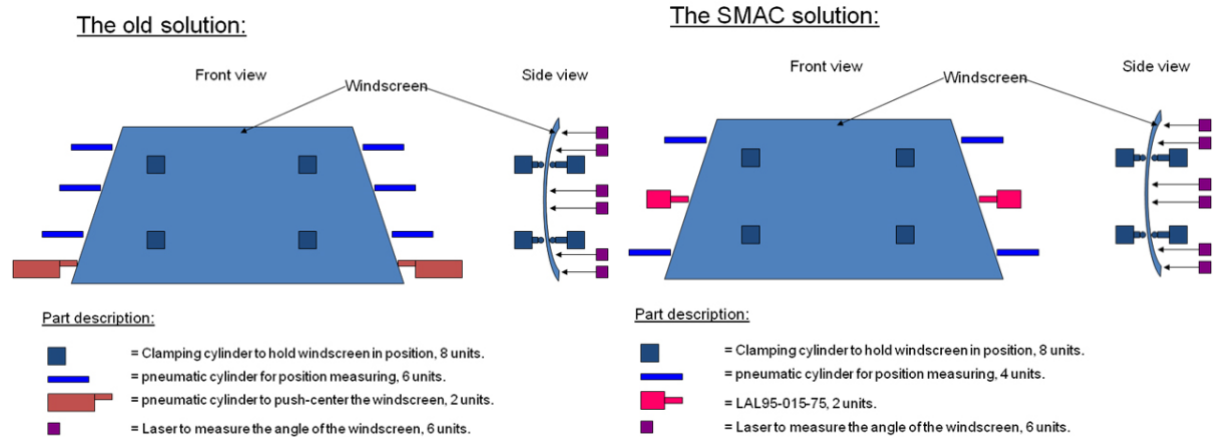 The old solution:
Front view
Windscreen
Side view
Part description:
= Clamping cylinder to hold windscreen in position, 8 units.
= pneumatic cylinder for position measuring, 6 units.
= pneumatic cylinder to push-center the windscreen, 2 units.
= Laser to measure the angle of the windscreen, 6 units.
The SMAC solution:
Front view
Windscreen
Side view
Part description:
= Clamping cylinder to hold windscreen in position, 8 units.
= pneumatic cylinder for position measuring, 4 units.
= LAL95-015-75, 2 units.
= Laser to measure the angle of the windscreen, 6 units.